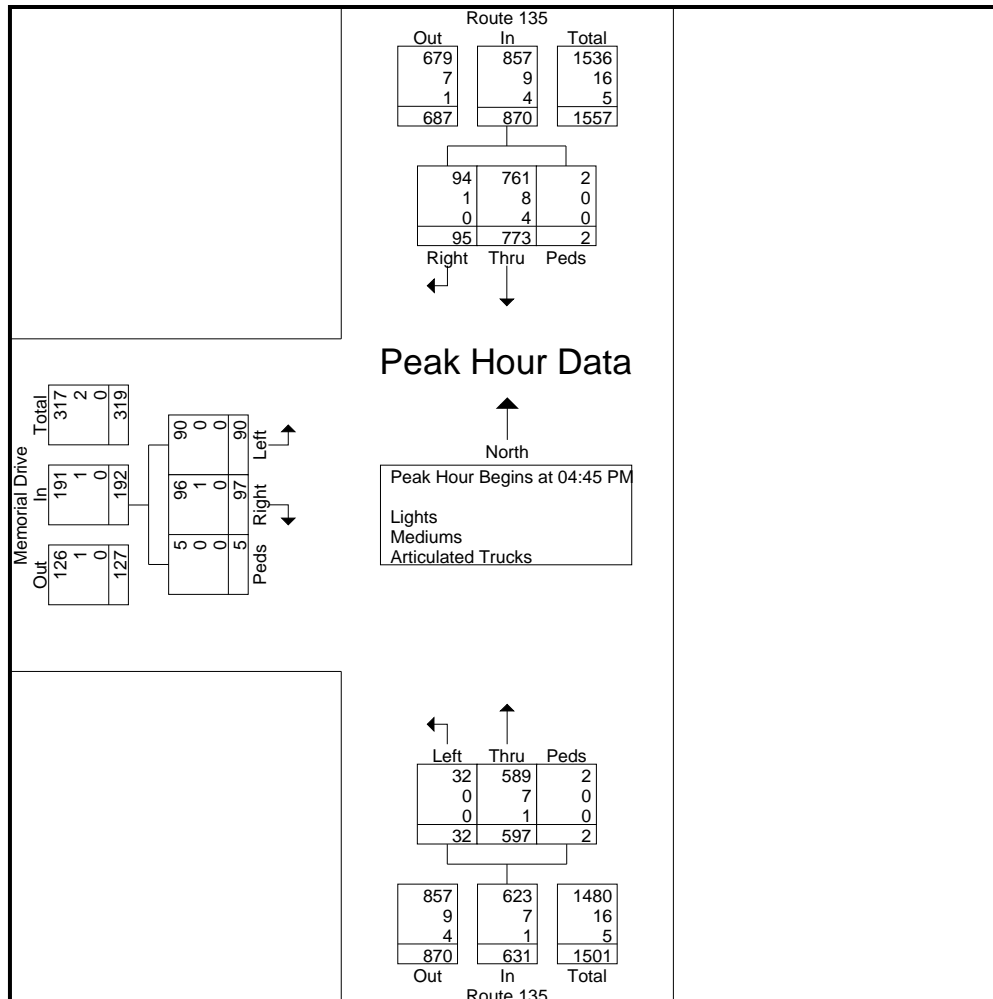 Route 135
Out In Total
679 857 1536
7 9 16
1 4 5
687 870 1557
94 761 2
1 8 0
0 4 0
95 773 2
Right Thru Peds
Peak Hour Data
North
Peak Hour Begins at 04:45 PM
Lights
Mediums
Articulated Trucks
Memorial Drive
Out In Total
126 191 317
1 1 2
0 0 0
127 192 319
5 96 90
0 1 0
0 0 0
5 97 90
Peds Right Left
Left Thru Peds
32 589 2
0 7 0
0 1 0
32 597 2
857 623 1480
9 7 16
4 1 5
870 631 1501
Out In Total
Route 135